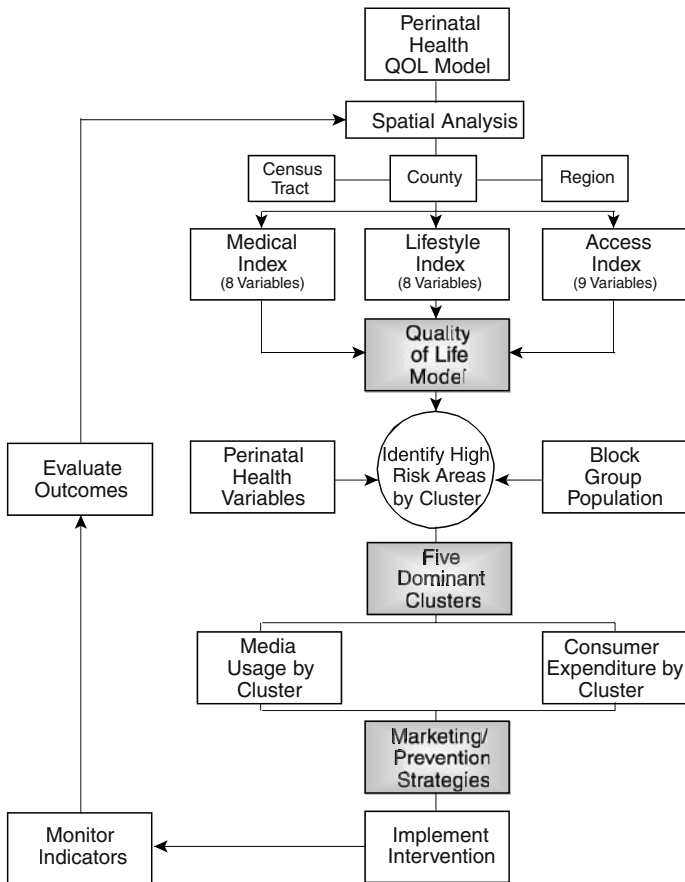 Perinatal
Health
QOL Model
Spatial Analysis
Census
Tract
County
Region
Medical
Index
(8 Variables)
Lifestyle
Index
(8 Variables)
Access
Index
(9 Variables)
Quality
of Life
Model
Evaluate
Outcomes
Perinatal
Health
Variables
Identify High
Risk Areas
by Cluster
Block
Group
Population
Five
Dominant
Clusters
Media
Usage by
Cluster
Consumer
Expenditure by
Cluster
Marketing/
Prevention
Strategies
Monitor
Indicators
Implement
Intervention